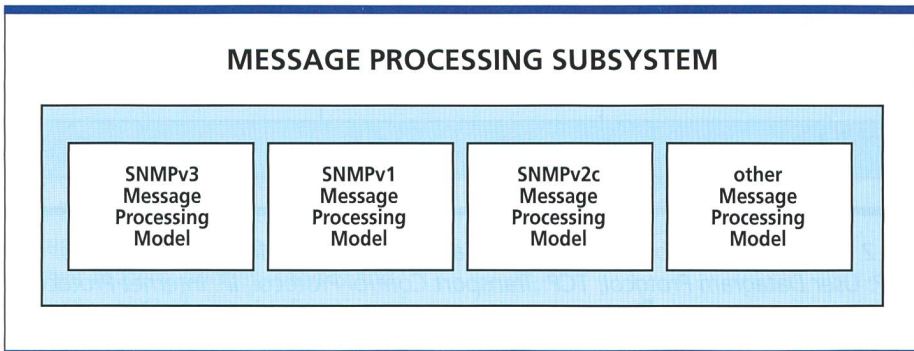 MESSAGE PROCESSING SUBSYSTEM
SNMPv3
Message
Processing
Model
SNMPv1
Message
Processing
Model
SNMPv2c
Message
Processing
Model
other
Message
Processing
Model